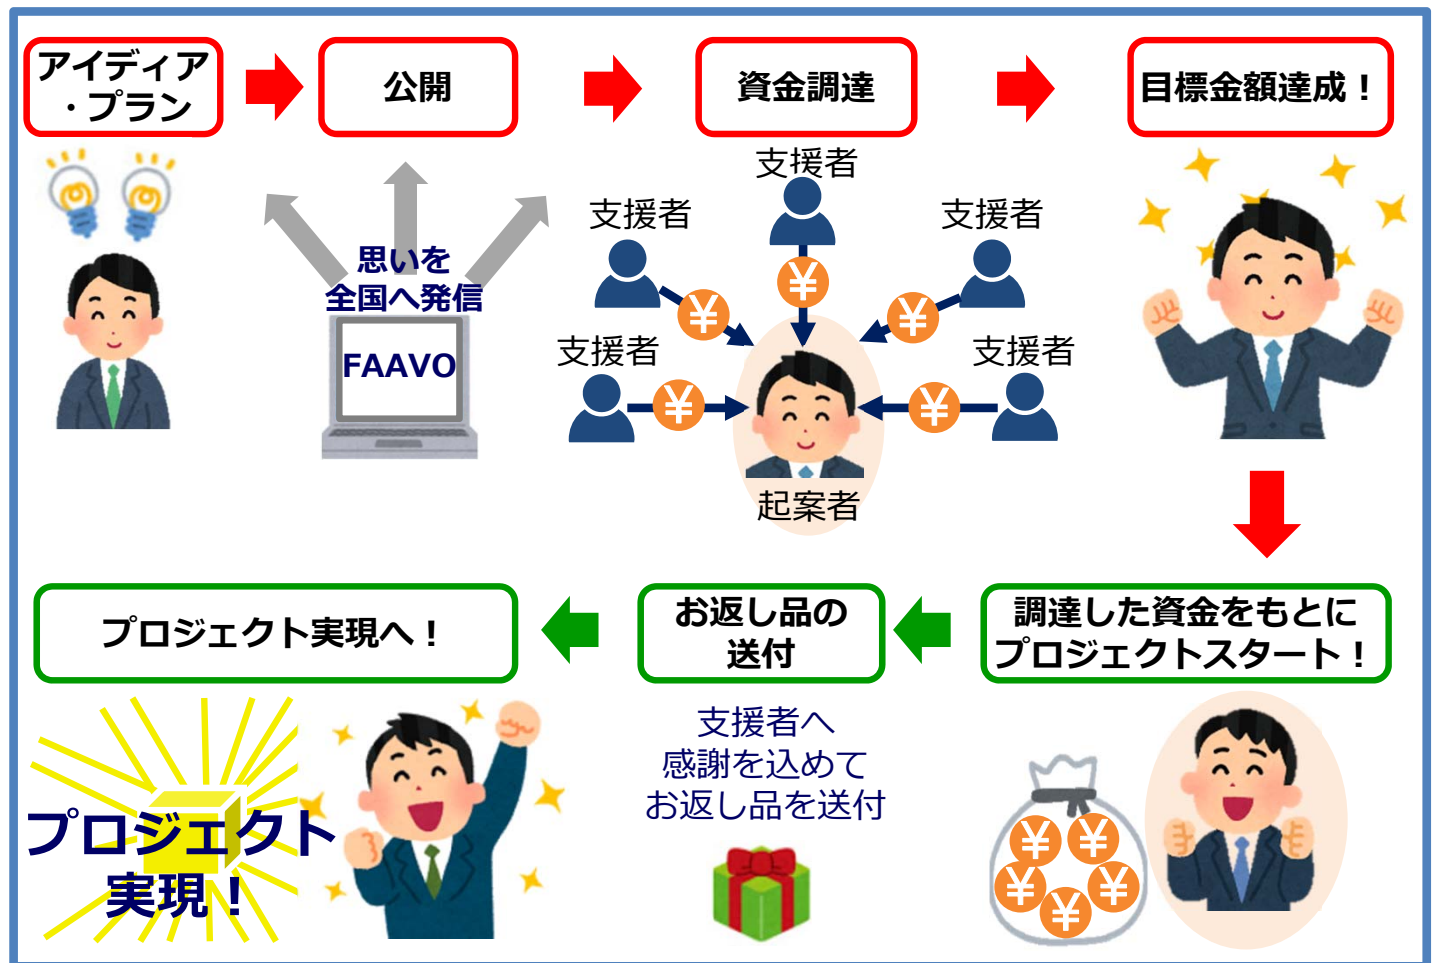 アイディア
・プラン
公開
資金調達
目標金額達成！
思いを
全国へ発信
FAAVO
支援者
支援者
支援者
支援者
支援者
¥
¥
¥
¥
¥
起案者
調達した資金をもとに
プロジェクトスタート！
お返し品の
送付
プロジェクト実現へ！
¥
¥
¥
¥
¥
支援者へ
感謝を込めて
お返し品を送付
プロジェクト
実現！